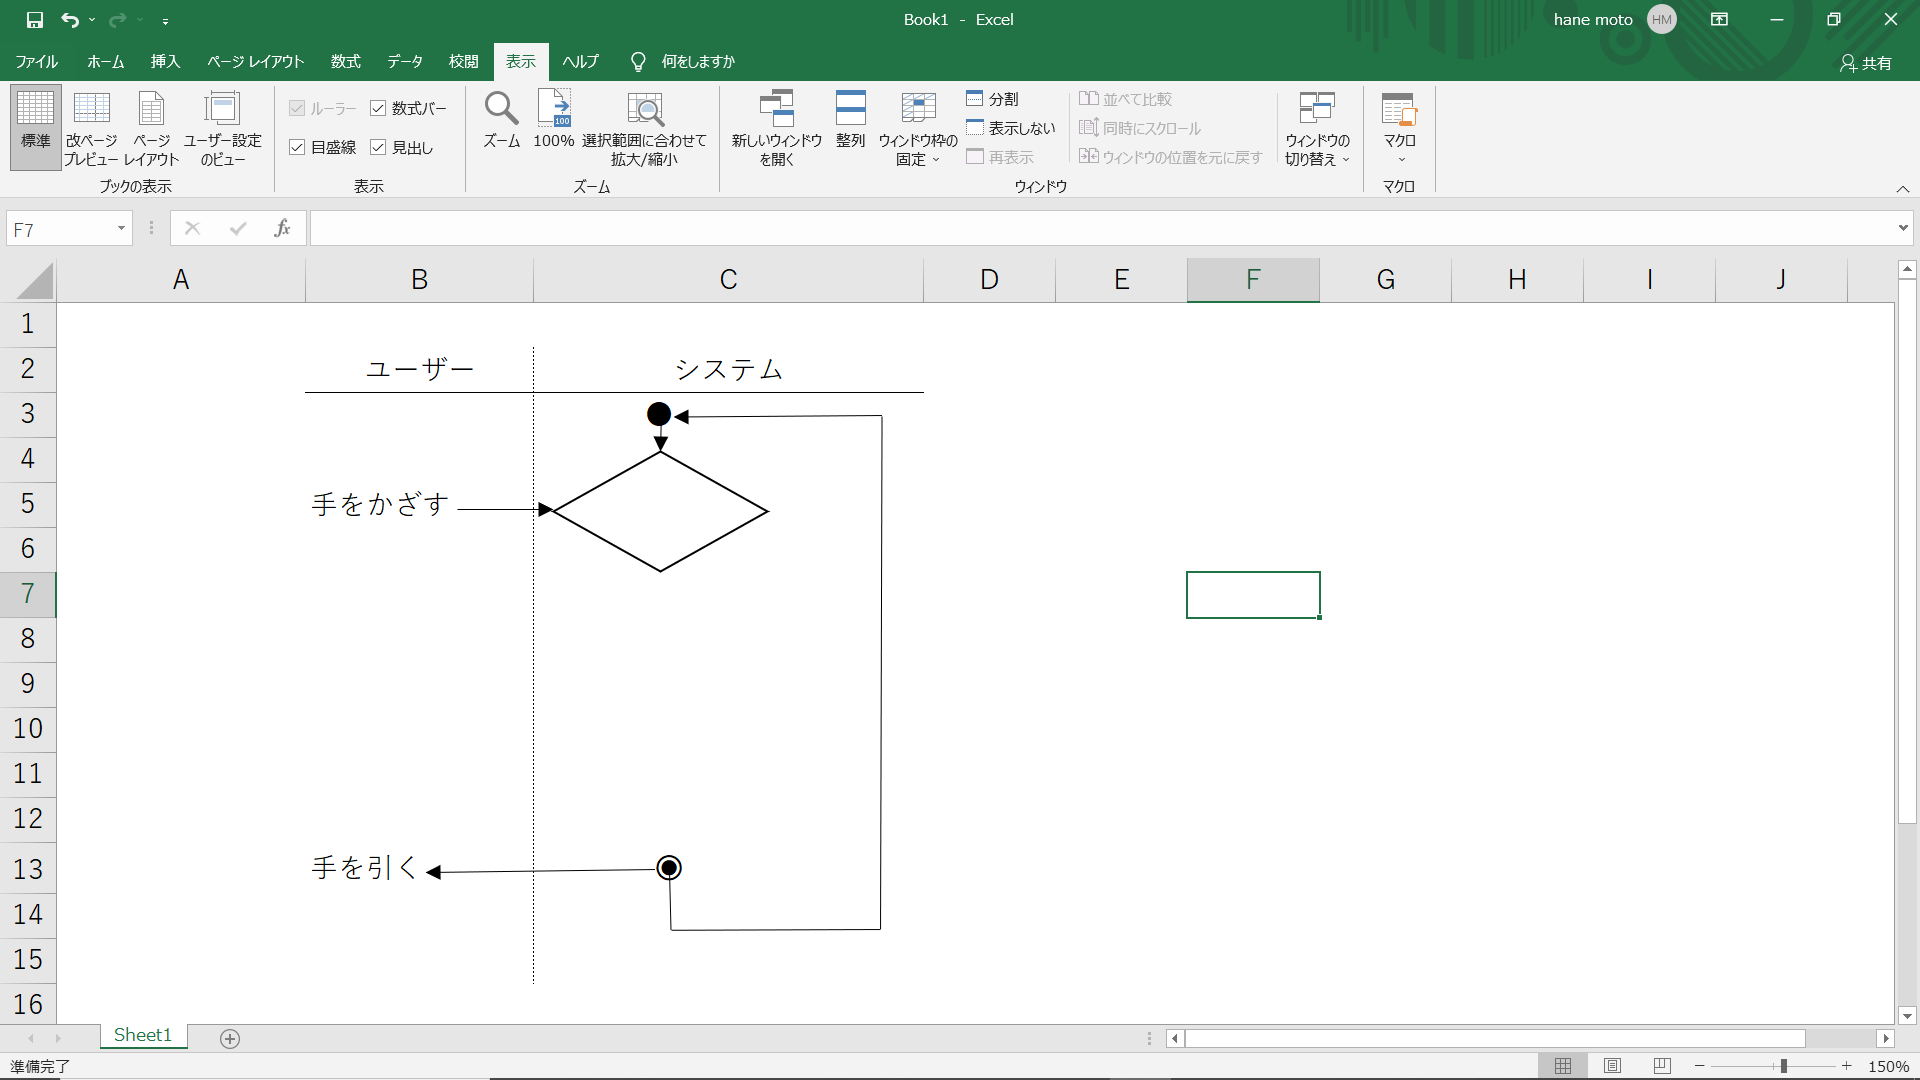 Book1 - Excel
hane moto
HM
ファイル ホーム 挿入 ページ レイアウト 数式 データ 校閲 表示 ヘルプ 何をしますか 共有
標準
改ページ
プレビュー
ページ
レイアウト
ユーザー設定
のビュー
ブックの表示
ルーラー
数式バー
目盛線
見出し
表示
ズーム
100
100%
選択範囲に合わせて
拡大/縮小
ズーム
新しいウィンドウ
を開く
整列
ウィンドウ枠の
固定
分割
表示しない
再表示
並べて比較
同時にスクロール
ウィンドウの位置を元に戻す
ウィンドウの
切り替え
ウィンドウ
マクロ
マクロ
F7
fx
A B C D E F G H I J
1
2 ユーザー システム
3
4
5 手をかざす
6
7
8
9
10
11
12
13 手を引く
14
15
16
Sheet1
準備完了
150%